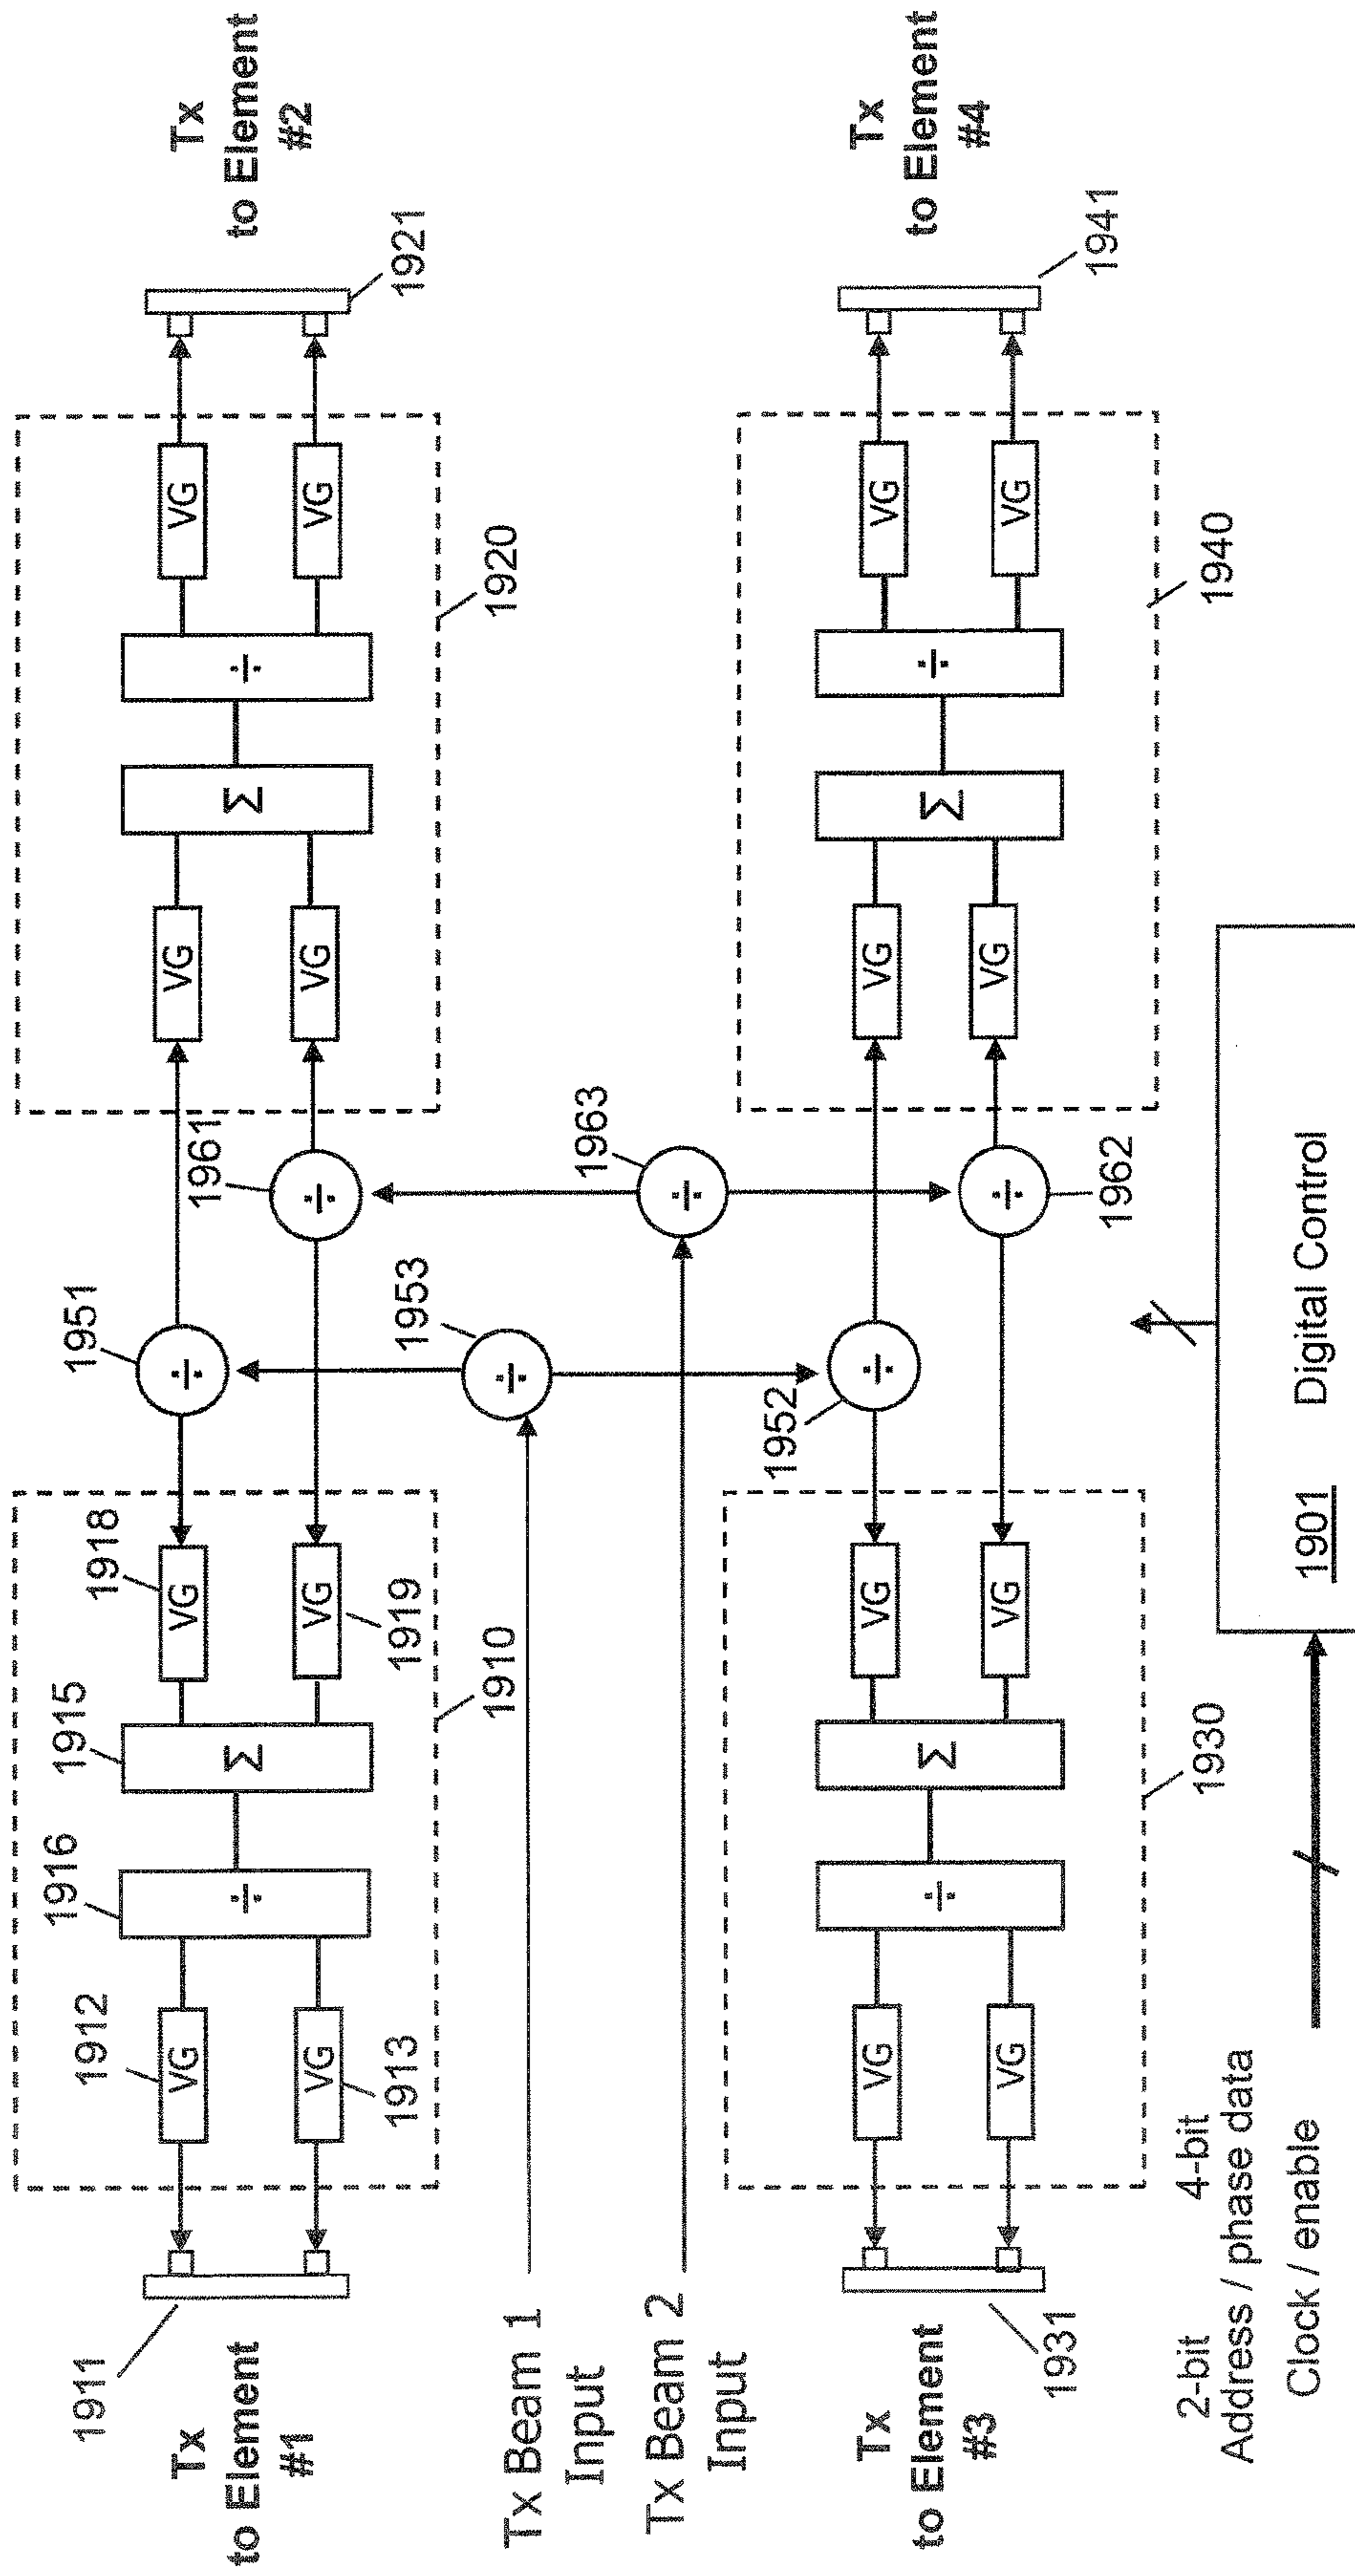 Tx
to Element
#1
1911
1912
VG
VG
1913
1916
÷
1915
Σ
1918
VG
VG
1919
1910
1951
÷
1961
÷
VG
VG
Σ
÷
VG
VG
1920
1921
Tx
to Element
#2
Tx Beam 1
Input
1953
÷
Tx Beam 2
Input
1963
÷
Tx
to Element
#3
1931
VG
VG
÷
Σ
VG
VG
1930
1952
÷
1962
÷
VG
VG
Σ
÷
VG
VG
1940
1941
Tx
to Element
#4
2-bit 4-bit
Address / phase data
Clock / enable
1901 Digital Control